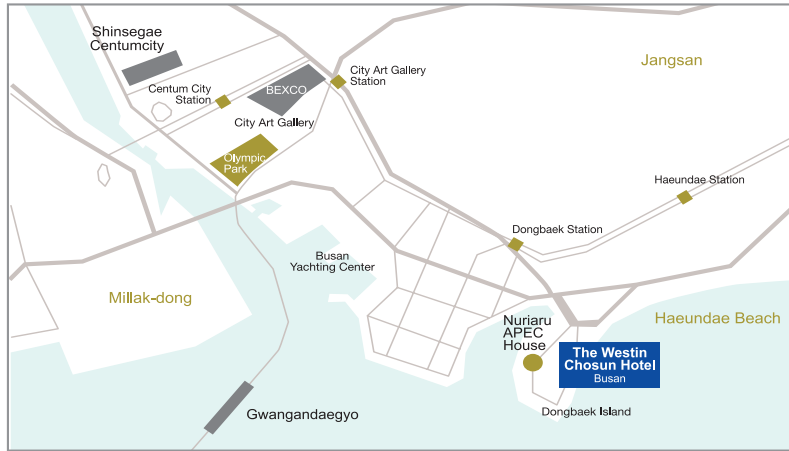 Shinsegae
Centumcity
Centum City
Station
BEXCO
City Art Gallery
Station
City Art Gallery
Olympic
Park
Jangsan
Haeundae Station
Dongbaek Station
Busan
Yachting Center
Millak-dong
Nuriaru
APEC
House
Haeundae Beach
The Westin
Chosun Hotel
Busan
Dongbaek Island
Gwangandaegyo